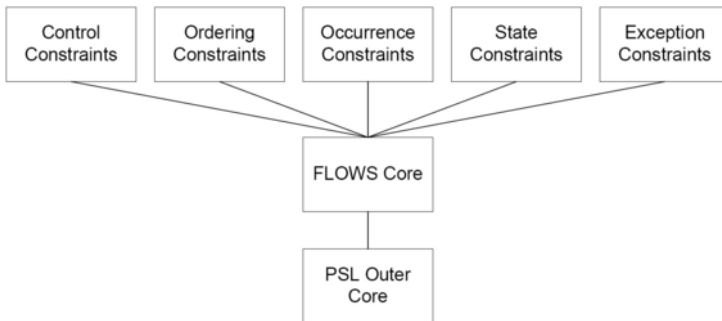 Control
Constraints
Ordering
Constraints
Occurrence
Constraints
State
Constraints
Exception
Constraints
FLOWS Core
PSL Outer
Core